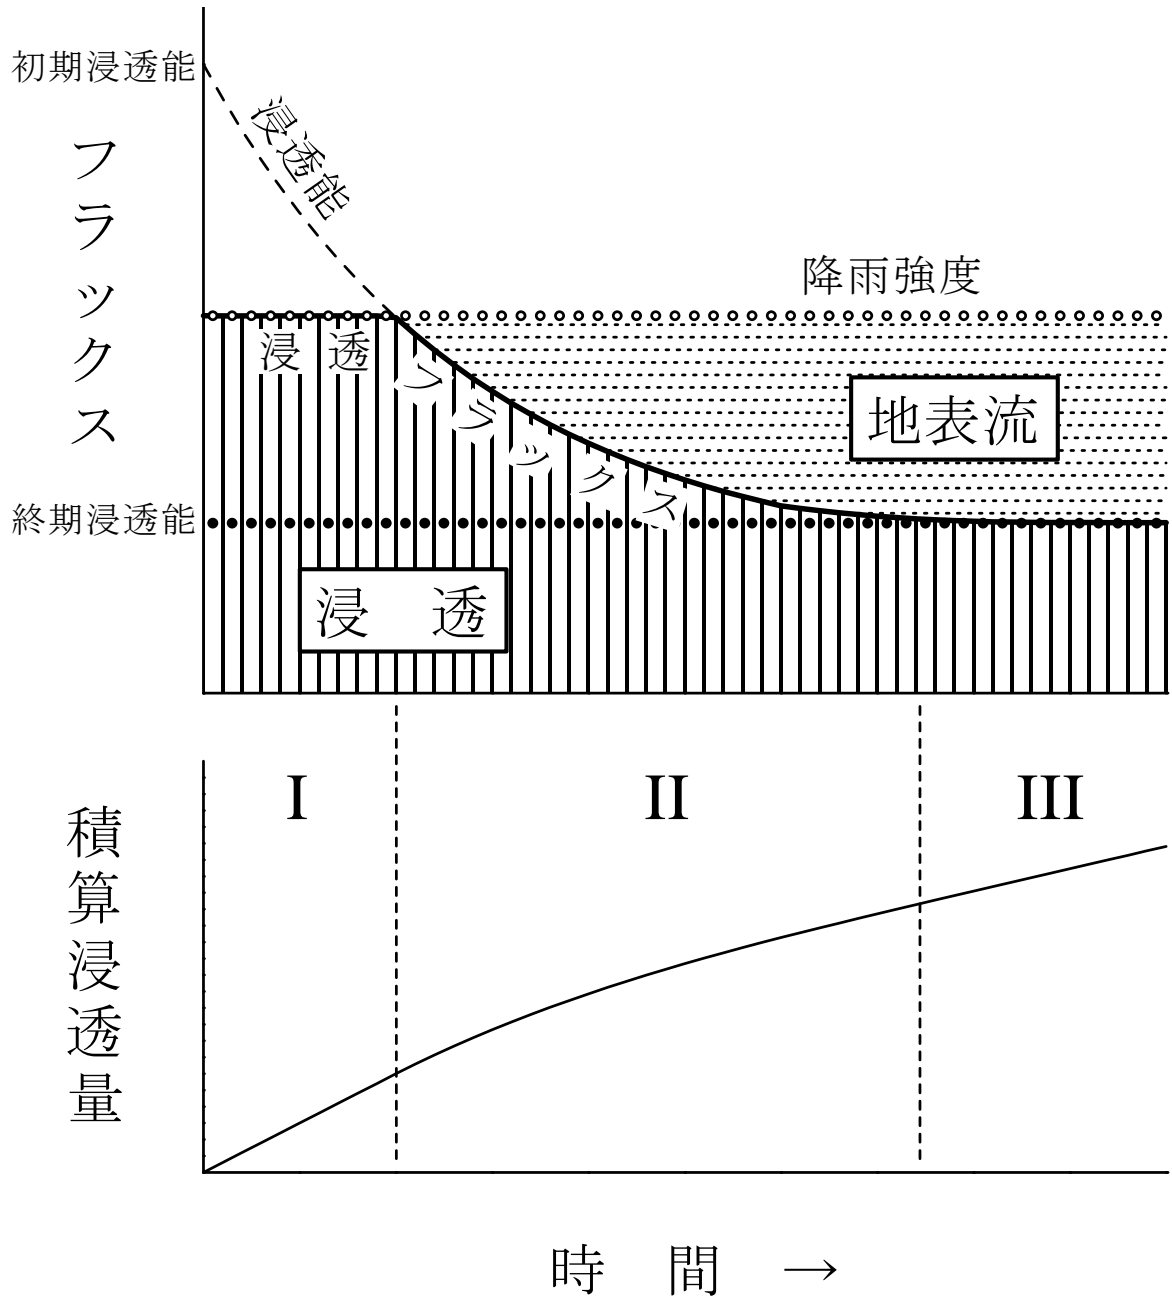 初期浸透能
フラックス
浸透能
降雨強度
浸透フラックス
地表流
終期浸透能
浸 透
I
II
III
積算浸透量
時 間 →